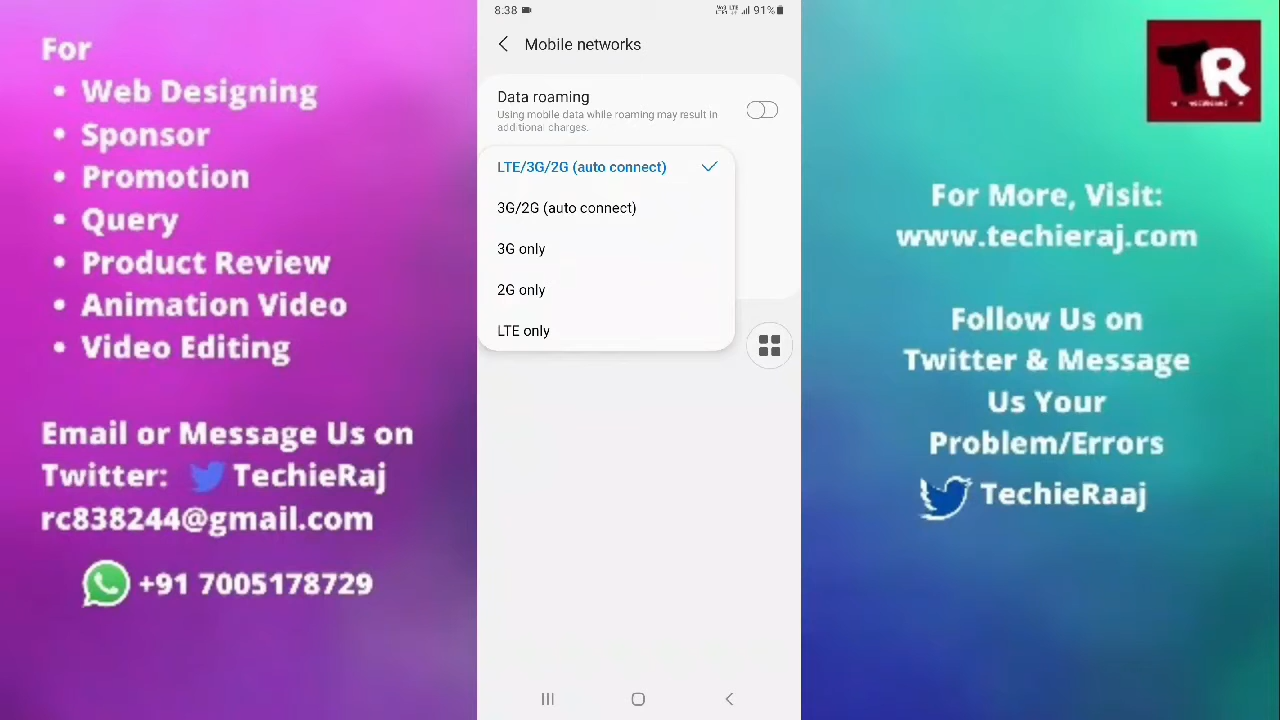 For
• Web Designing
• Sponsor
• Promotion
• Query
• Product Review
• Animation Video
• Video Editing
Email or Message Us on
Twitter: TechieRaj
rc838244@gmail.com
+91 7005178729
8:38
LTE 91%
Mobile networks
Data roaming
Using mobile data while roaming may result in
additional charges.
LTE/3G/2G (auto connect)
3G/2G (auto connect)
3G only
2G only
LTE only
TR
For More, Visit:
www.techieraj.com
Follow Us on
Twitter & Message
Us Your
Problem/Errors
TechieRaaj